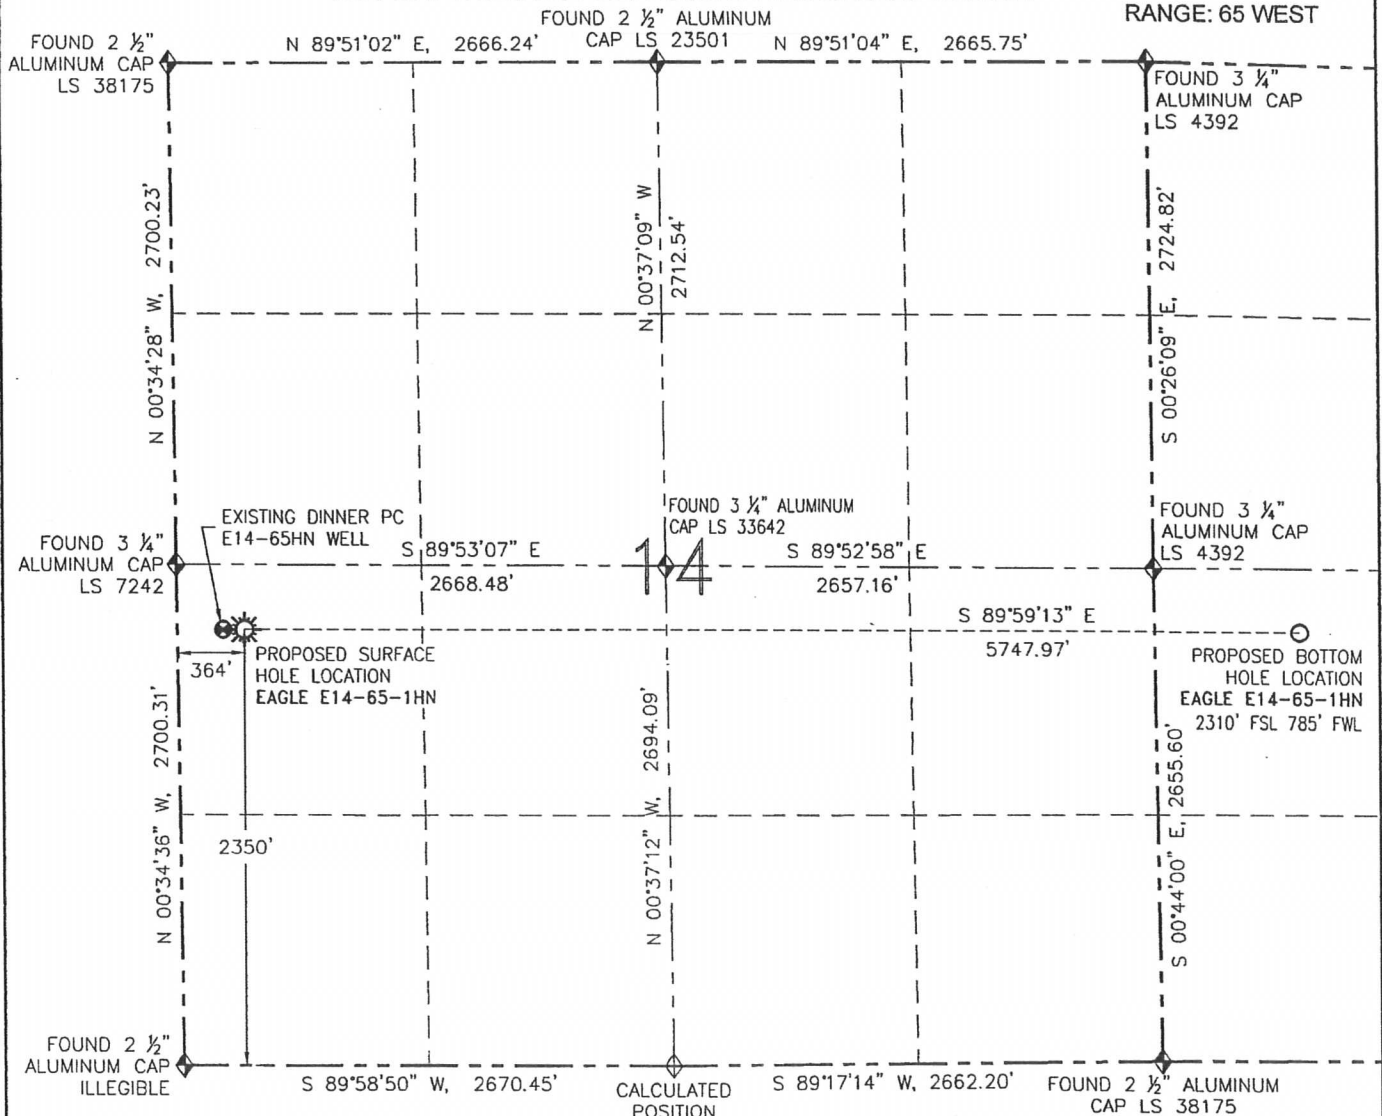 RANGE: 65 WEST
FOUND 2 ½" ALUMINUM
CAP LS 23501
FOUND 2 ½"
ALUMINUM CAP
LS 38175
N 89°51'02" E, 2666.24'
N 89°51'04" E, 2665.75'
FOUND 3 ¼"
ALUMINUM CAP
LS 4392
N 00°34'28" W, 2700.23'
N 00°37'09" W
2712.54'
S 00°26'09" E, 2724.82'
EXISTING DINNER PC
E14-65HN WELL
FOUND 3 ¼"
ALUMINUM CAP
LS 7242
S 89°53'07" E
2668.48'
FOUND 3 ¼" ALUMINUM
CAP LS 33642
14
S 89°52'58" E
2657.16'
FOUND 3 ¼"
ALUMINUM CAP
LS 4392
S 89°59'13" E
5747.97'
364'
PROPOSED SURFACE
HOLE LOCATION
EAGLE E14-65-1HN
PROPOSED BOTTOM
HOLE LOCATION
EAGLE E14-65-1HN
2310' FSL 785' FWL
N 00°34'36" W, 2700.31'
2350'
N 00°37'12" W, 2694.09'
S 00°44'00" E, 2655.60'
FOUND 2 ½"
ALUMINUM CAP
ILLEGIBLE
S 89°58'50" W, 2670.45'
CALCULATED
POSITION
S 89°17'14" W, 2662.20'
FOUND 2 ½" ALUMINUM
CAP LS 38175